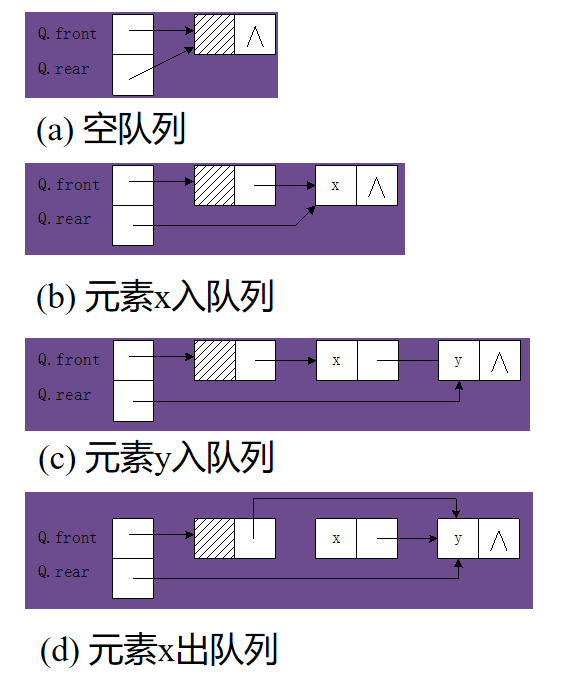 Q.front ∧
Q.rear
(a) 空队列
Q.front x ∧
Q.rear
(b) 元素x入队列
Q.front x y ∧
Q.rear
(c) 元素y入队列
Q.front x y ∧
Q.rear
(d) 元素x出队列